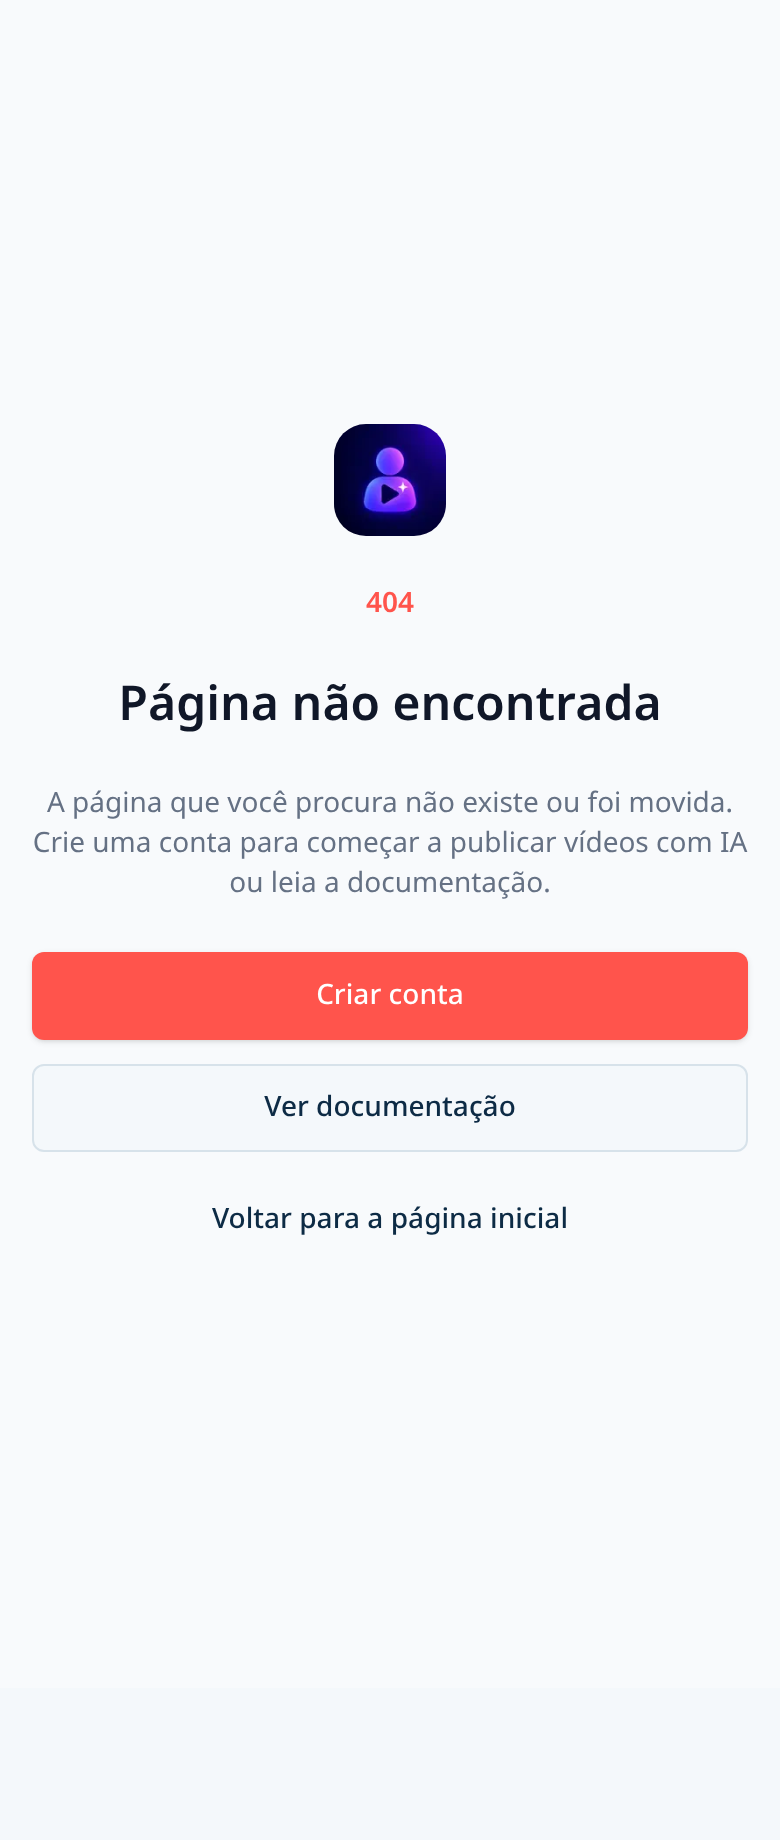 404
Página não encontrada
A página que você procura não existe ou foi movida.
Crie uma conta para começar a publicar vídeos com IA
ou leia a documentação.
Criar conta
Ver documentação
Voltar para a página inicial